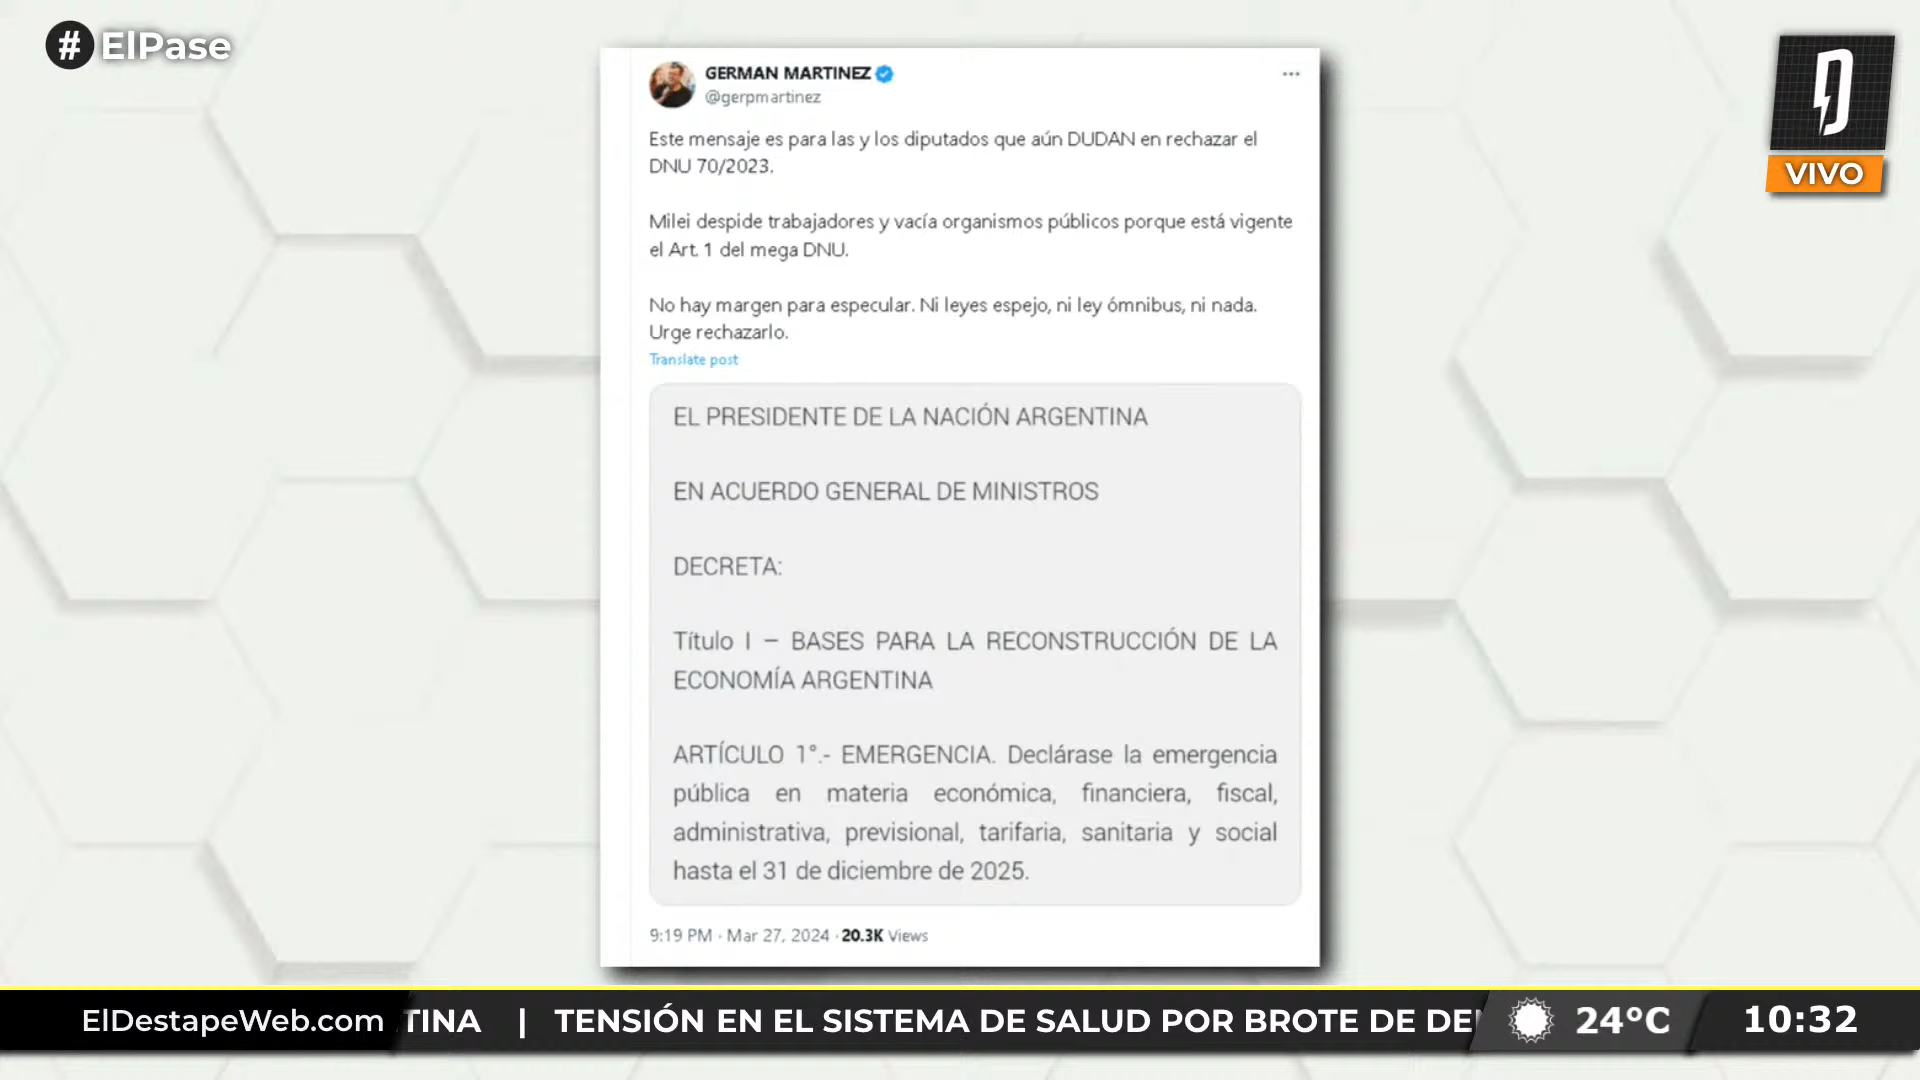 # ElPase
GERMAN MARTINEZ
@gerpmartinez
Este mensaje es para las y los diputados que aún DUDAN en rechazar el
DNU 70/2023.
Milei despide trabajadores y vacía organismos públicos porque está vigente
el Art. 1 del mega DNU.
No hay margen para especular. Ni leyes espejo, ni ley ómnibus, ni nada.
Urge rechazarlo.
Translate post
EL PRESIDENTE DE LA NACIÓN ARGENTINA
EN ACUERDO GENERAL DE MINISTROS
DECRETA:
Título I – BASES PARA LA RECONSTRUCCIÓN DE LA
ECONOMÍA ARGENTINA
ARTÍCULO 1°.- EMERGENCIA. Declárase la emergencia
pública en materia económica, financiera, fiscal,
administrativa, previsional, tarifaria, sanitaria y social
hasta el 31 de diciembre de 2025.
9:19 PM · Mar 27, 2024 · 20.3K Views
VIVO
ElDestapeWeb.com
TINA | TENSIÓN EN EL SISTEMA DE SALUD POR BROTE DE DE
24°C
10:32